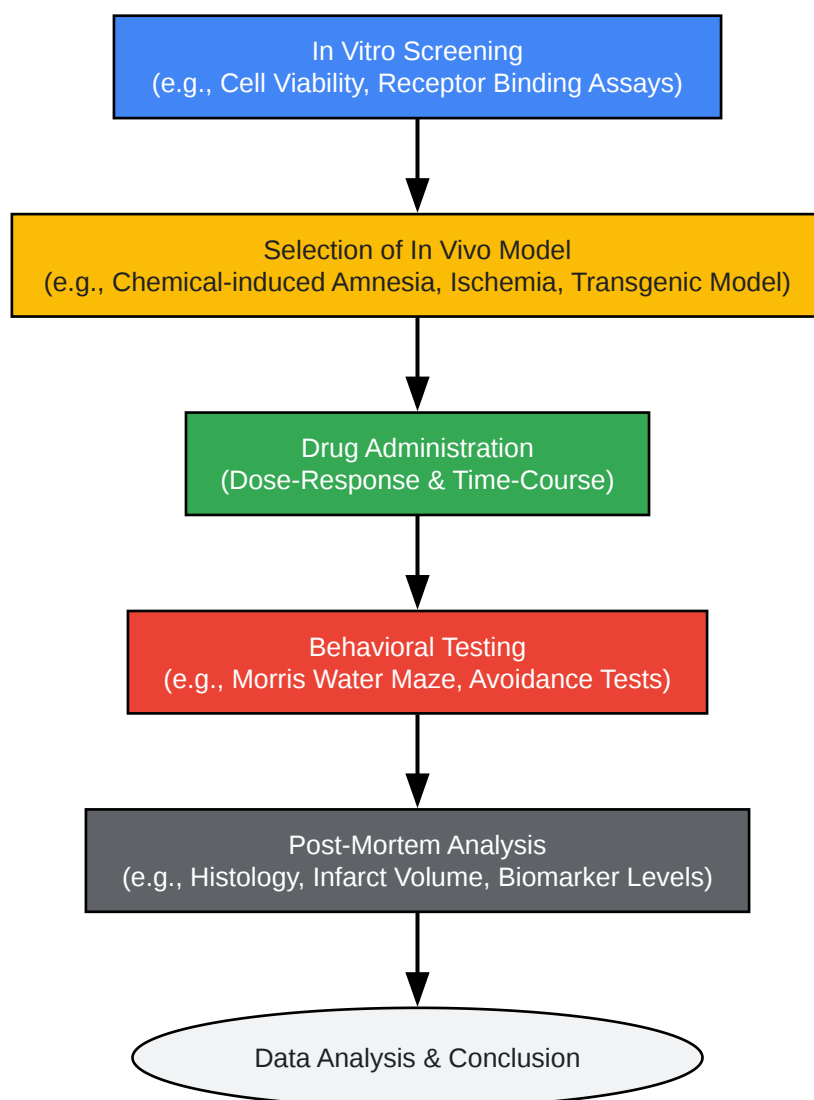 In Vitro Screening
(e.g., Cell Viability, Receptor Binding Assays)
Selection of In Vivo Model
(e.g., Chemical-induced Amnesia, Ischemia, Transgenic Model)
Drug Administration
(Dose-Response & Time-Course)
Behavioral Testing
(e.g., Morris Water Maze, Avoidance Tests)
Post-Mortem Analysis
(e.g., Histology, Infarct Volume, Biomarker Levels)
Data Analysis & Conclusion